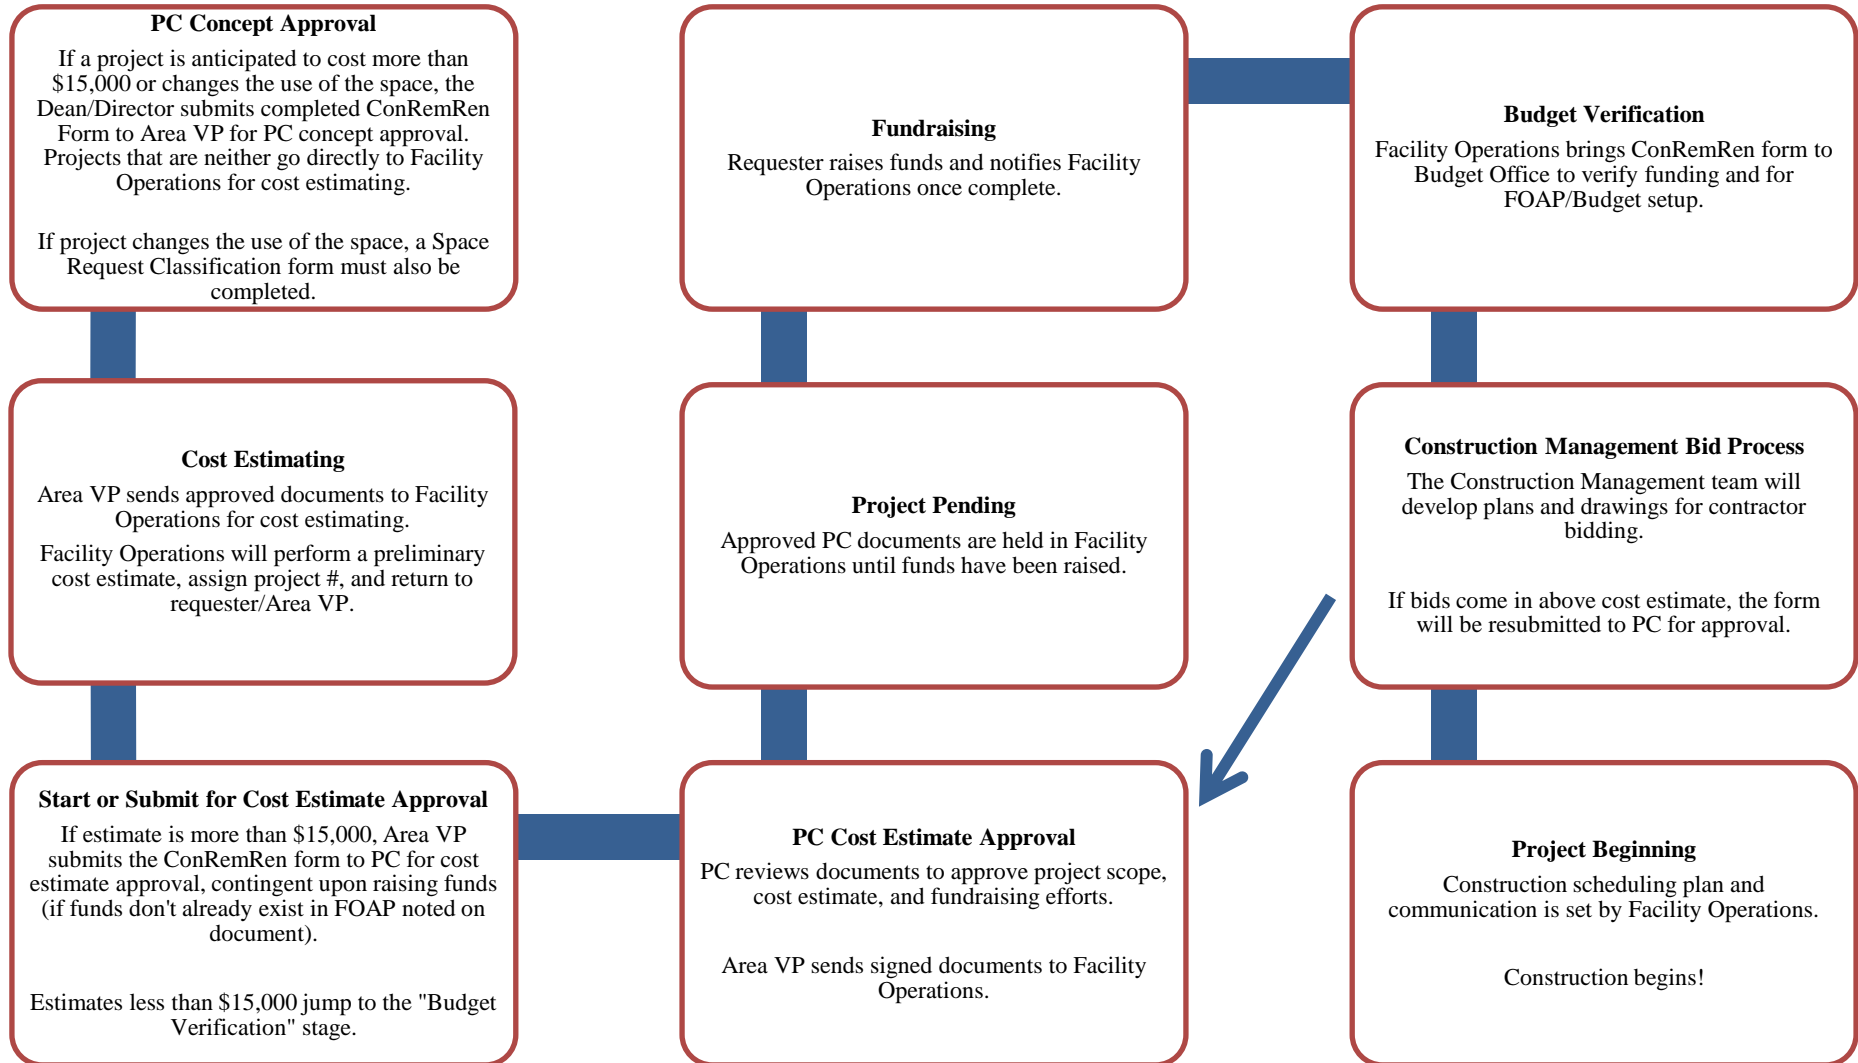 PC Concept Approval
If a project is anticipated to cost more than
$15,000 or changes the use of the space, the
Dean/Director submits completed ConRemRen
Form to Area VP for PC concept approval.
Projects that are neither go directly to Facility
Operations for cost estimating.
If project changes the use of the space, a Space
Request Classification form must also be
completed.
Cost Estimating
Area VP sends approved documents to Facility
Operations for cost estimating.
Facility Operations will perform a preliminary
cost estimate, assign project #, and return to
requester/Area VP.
Start or Submit for Cost Estimate Approval
If estimate is more than $15,000, Area VP
submits the ConRemRen form to PC for cost
estimate approval, contingent upon raising funds
(if funds don't already exist in FOAP noted on
document).
Estimates less than $15,000 jump to the "Budget
Verification" stage.
PC Cost Estimate Approval
PC reviews documents to approve project scope,
cost estimate, and fundraising efforts.
Area VP sends signed documents to Facility
Operations.
Project Pending
Approved PC documents are held in Facility
Operations until funds have been raised.
Fundraising
Requester raises funds and notifies Facility
Operations once complete.
Budget Verification
Facility Operations brings ConRemRen form to
Budget Office to verify funding and for
FOAP/Budget setup.
Construction Management Bid Process
The Construction Management team will
develop plans and drawings for contractor
bidding.
If bids come in above cost estimate, the form
will be resubmitted to PC for approval.
Project Beginning
Construction scheduling plan and
communication is set by Facility Operations.
Construction begins!